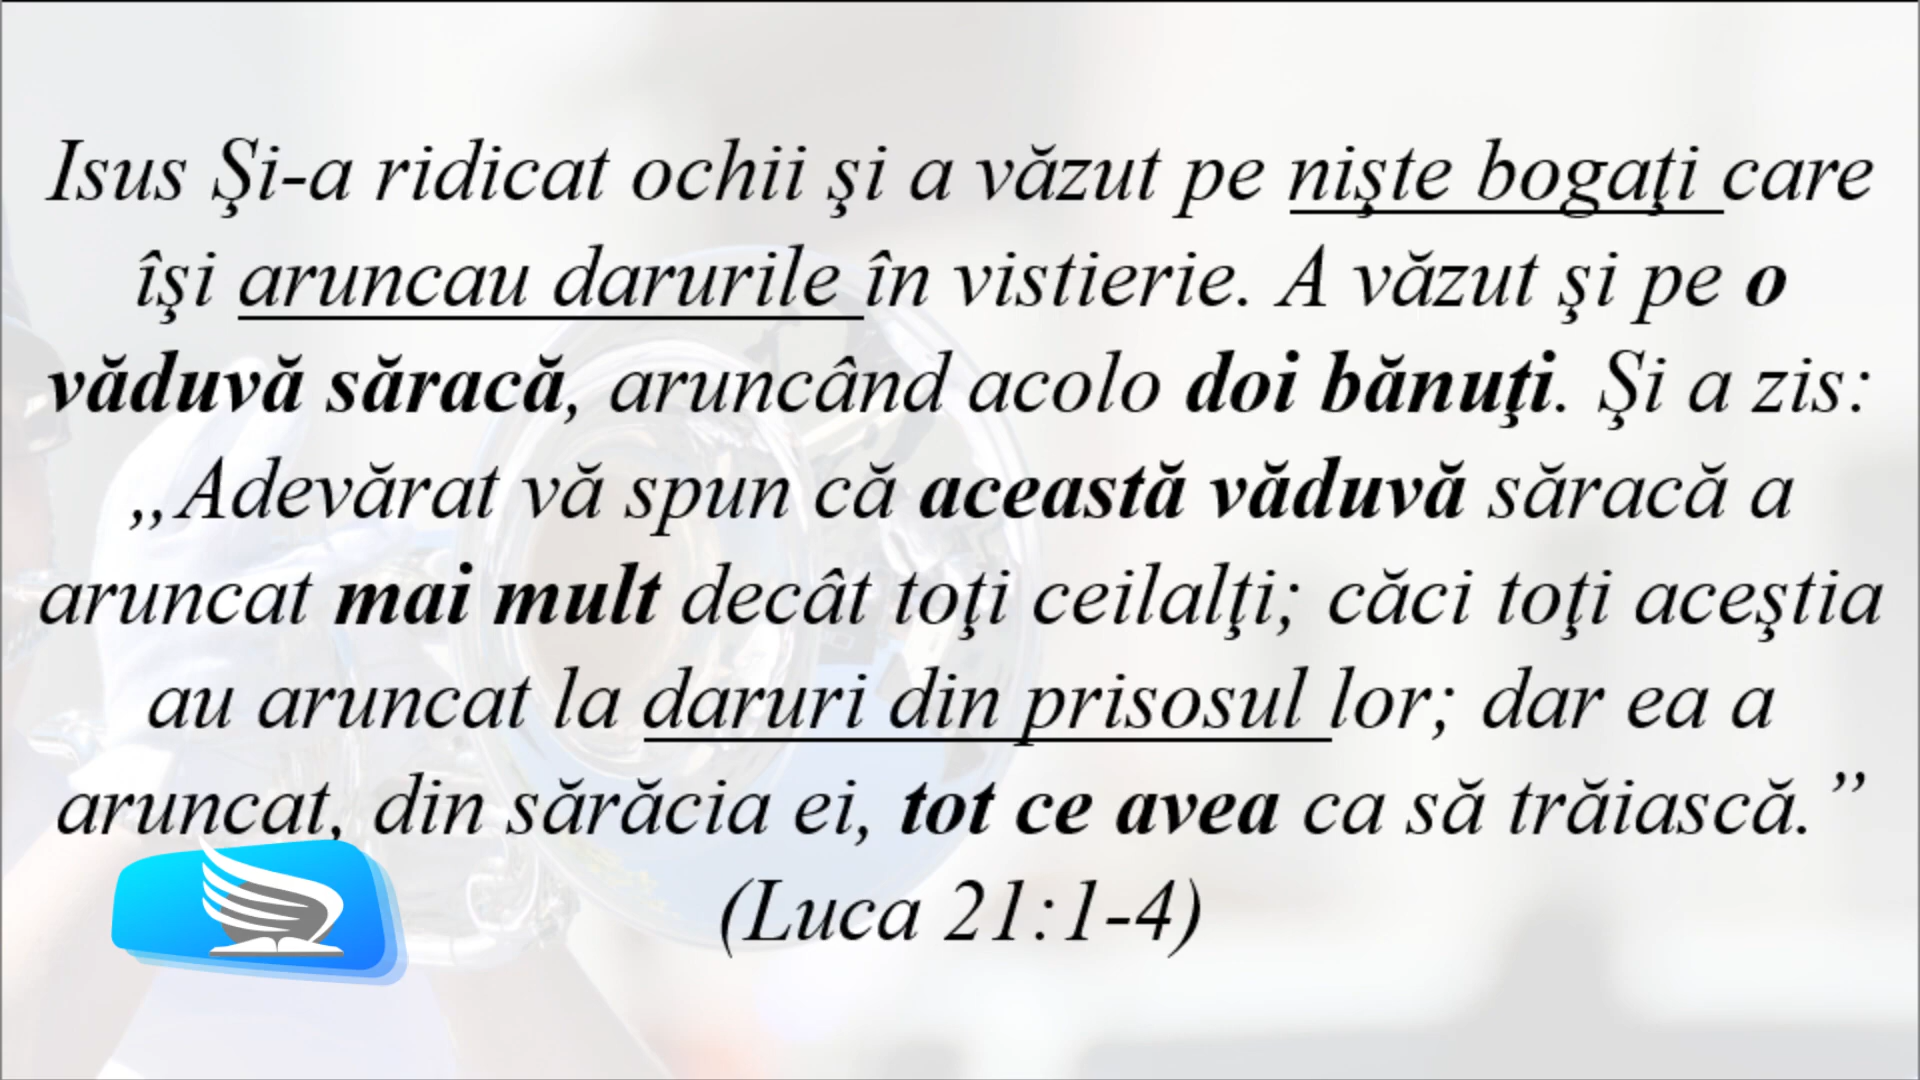 Isus Şi-a ridicat ochii şi a văzut pe nişte bogaţi care
îşi aruncau darurile în vistierie. A văzut şi pe o
văduvă săracă, aruncând acolo doi bănuţi. Şi a zis:
,,Adevărat vă spun că această văduvă săracă a
aruncat mai mult decât toţi ceilalţi; căci toţi aceştia
au aruncat la daruri din prisosul lor; dar ea a
aruncat, din sărăcia ei, tot ce avea ca să trăiască.”
(Luca 21:1-4)